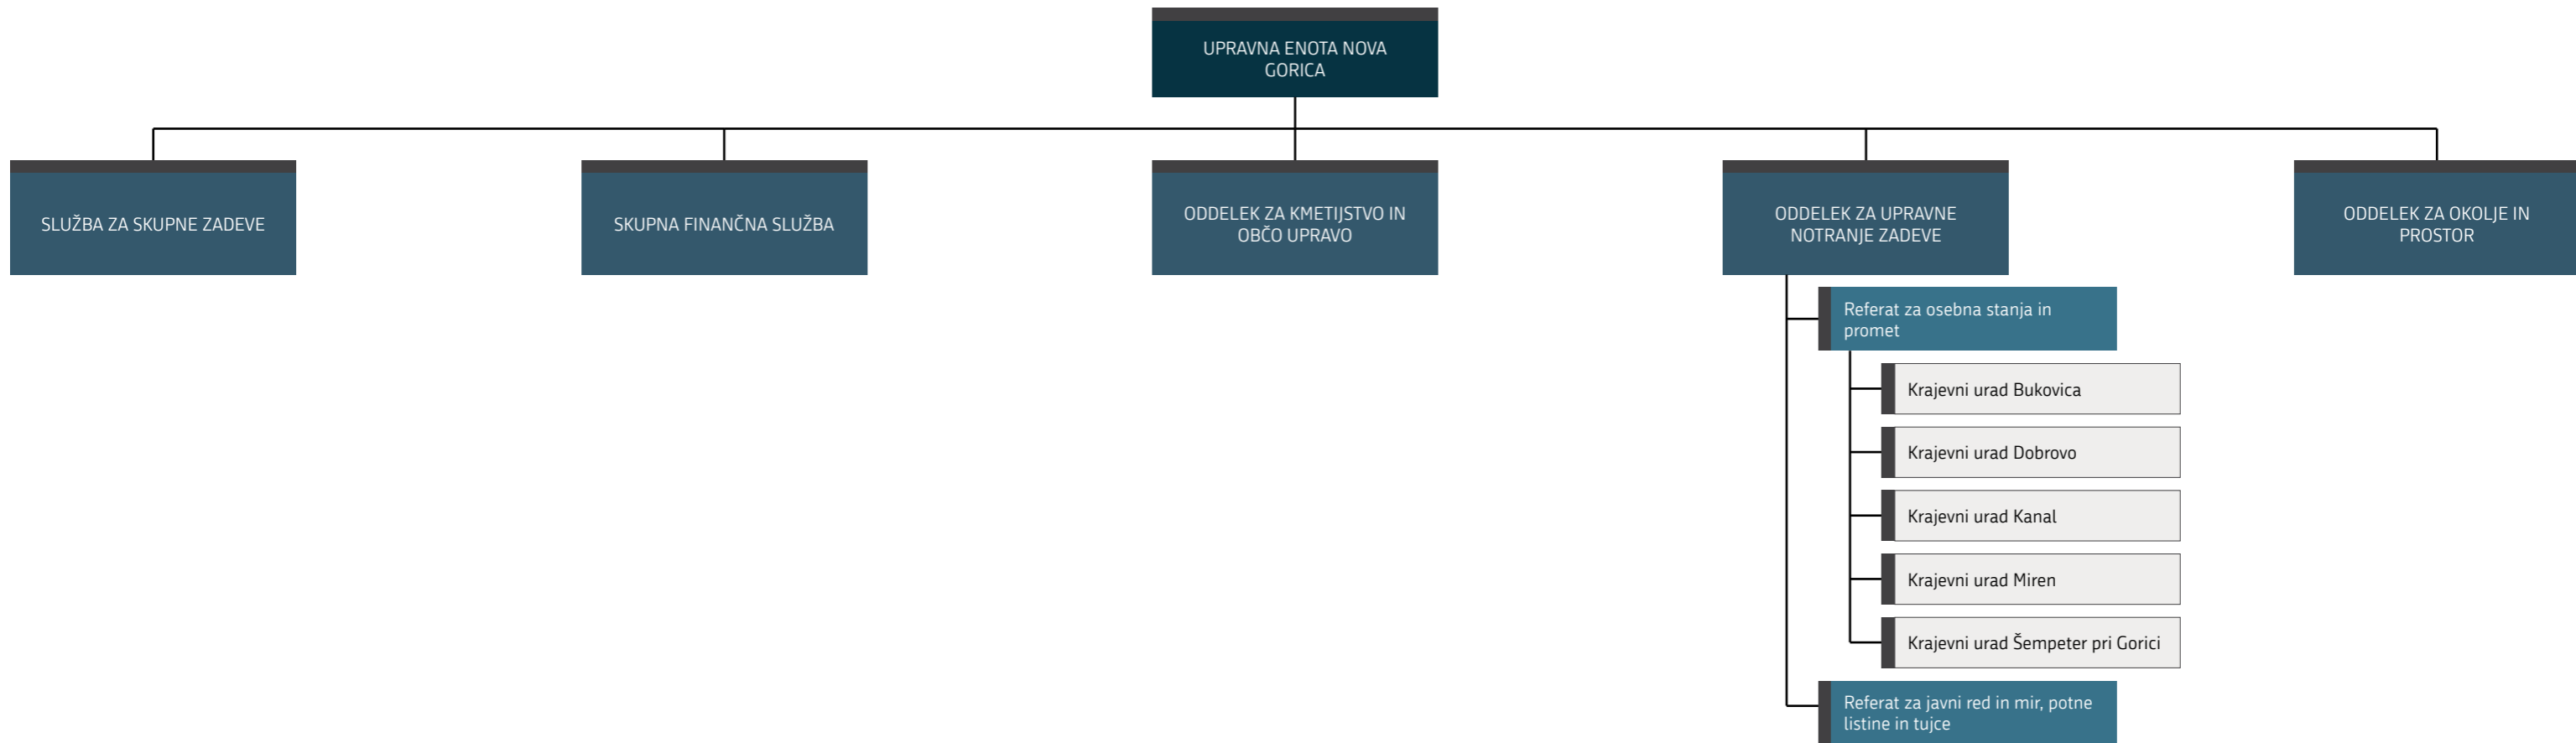 UPRAVNA ENOTA NOVA
GORICA
SLUŽBA ZA SKUPNE ZADEVE
SKUPNA FINANČNA SLUŽBA
ODDELEK ZA KMETIJSTVO IN
OBČO UPRAVO
ODDELEK ZA UPRAVNE
NOTRANJE ZADEVE
ODDELEK ZA OKOLJE IN
PROSTOR
Referat za osebna stanja in
promet
Krajevni urad Bukovica
Krajevni urad Dobrovo
Krajevni urad Kanal
Krajevni urad Miren
Krajevni urad Šempeter pri Gorici
Referat za javni red in mir, potne
listine in tujce